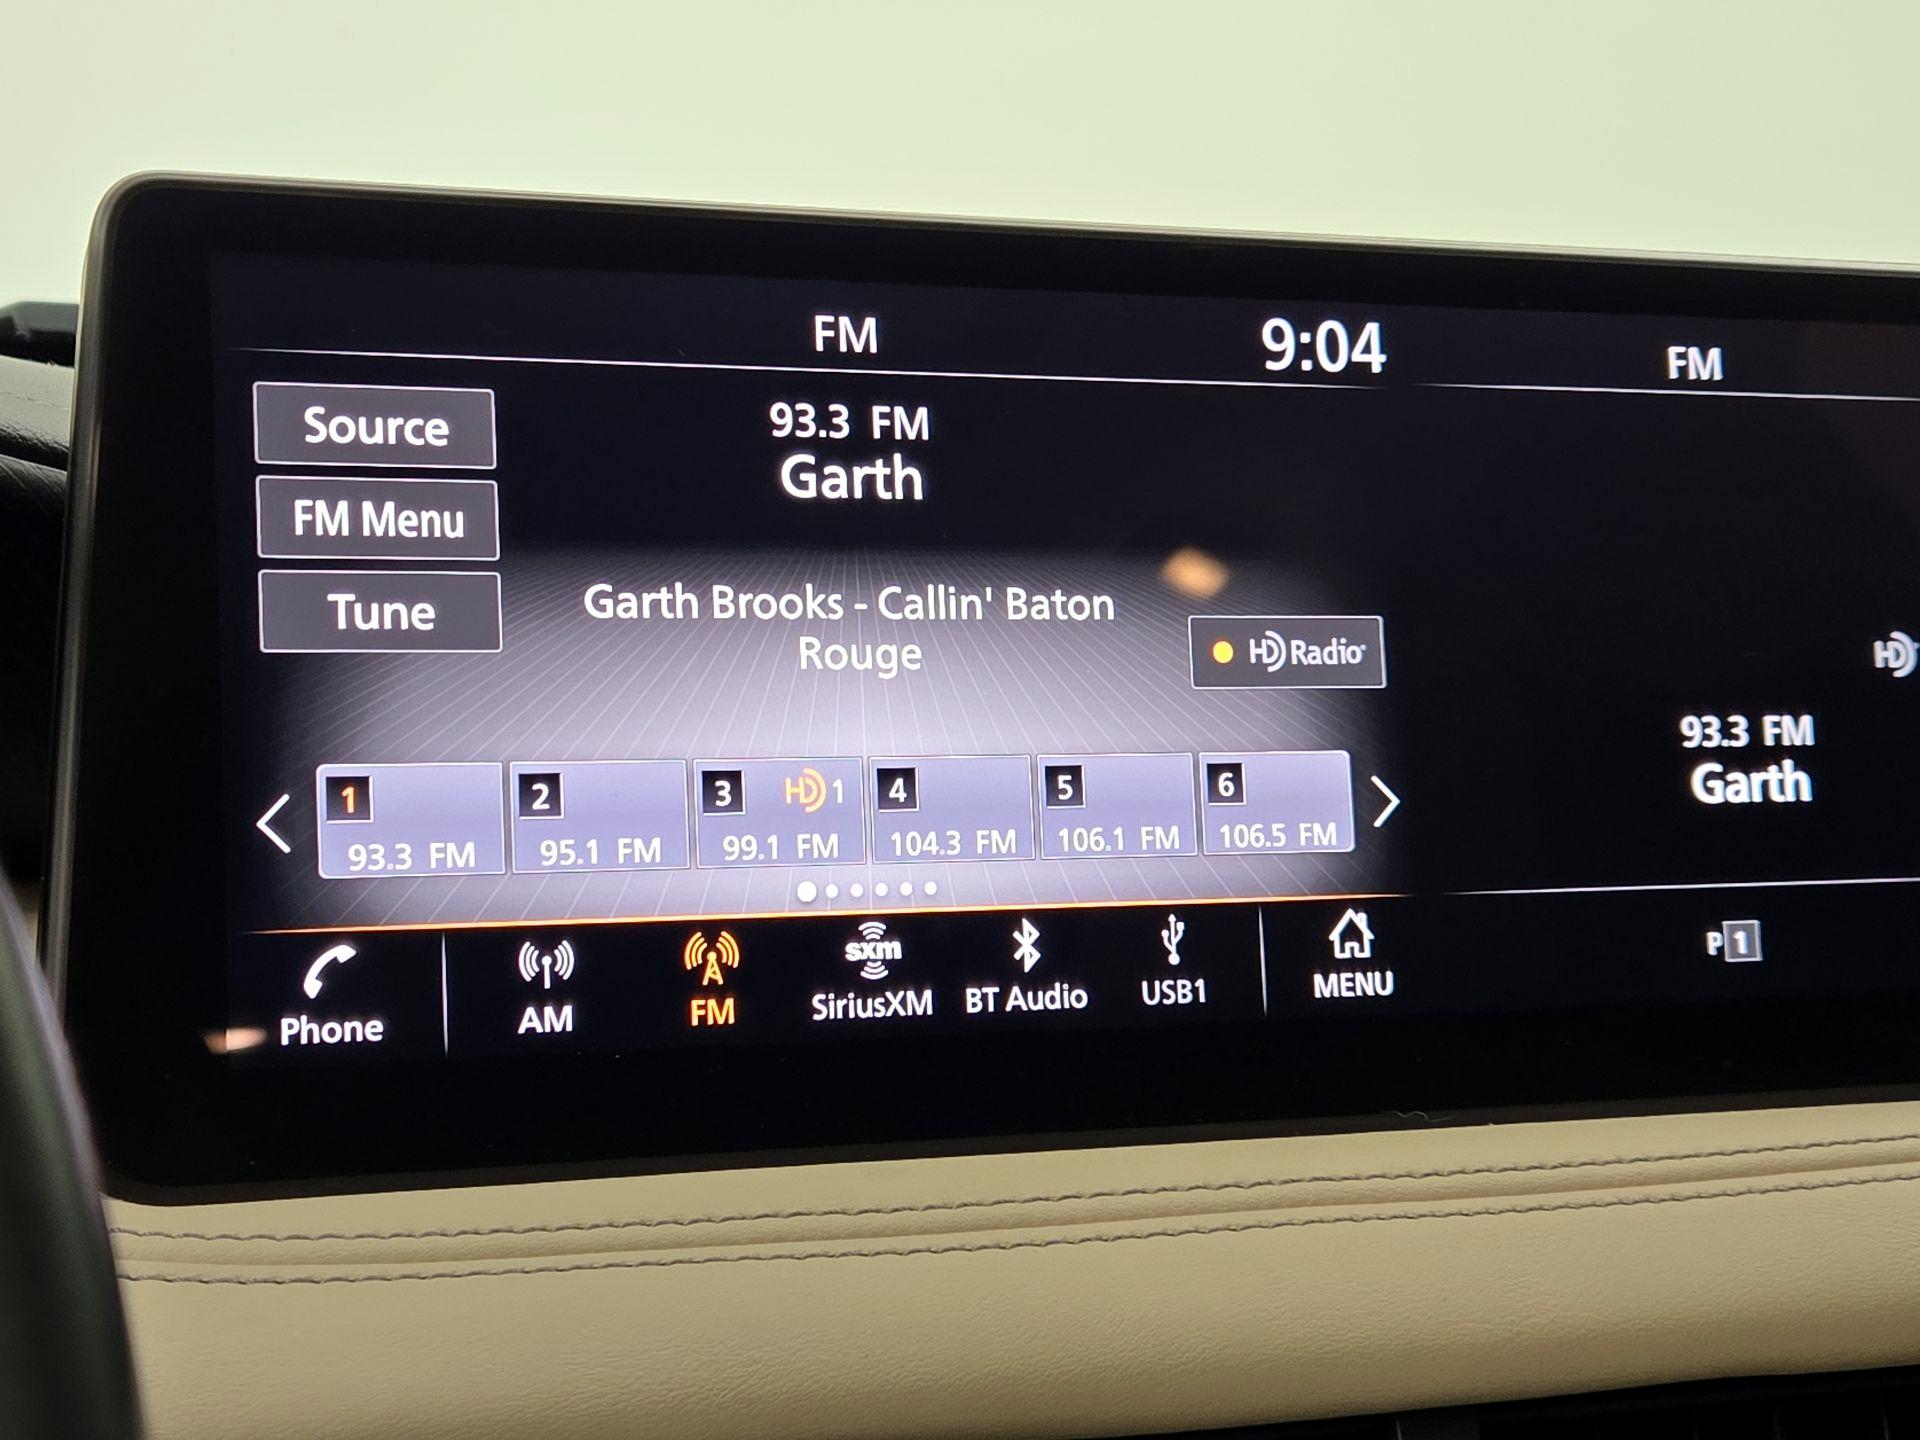 FM
9:04
FM
Source
93.3 FM
Garth
FM Menu
Tune
Garth Brooks - Callin' Baton
Rouge
HD Radio
HD
93.3 FM
Garth
1
2
3 HD 1
4
5
6
93.3 FM
95.1 FM
99.1 FM
104.3 FM
106.1 FM
106.5 FM
P 1
Phone
AM
FM
sxm
SiriusXM
BT Audio
USB1
MENU